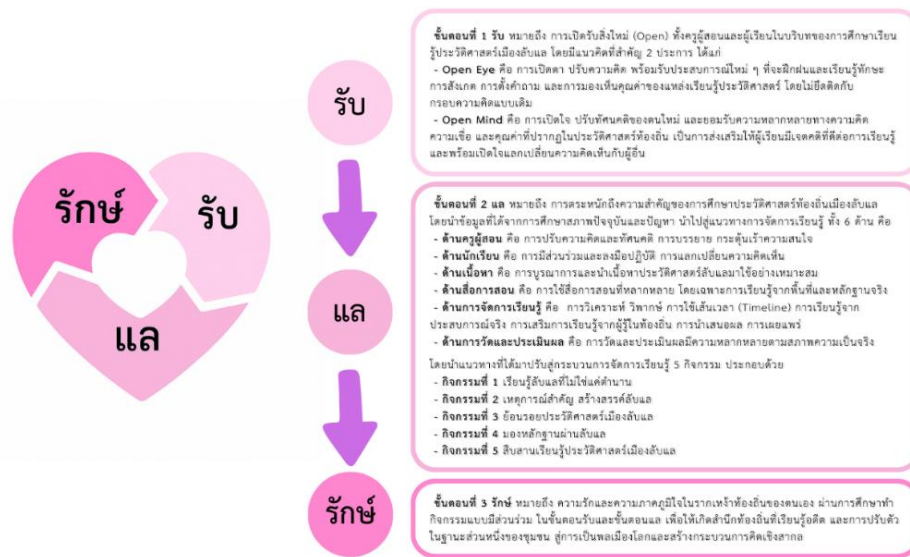 รักษ์
รับ
แล
รับ
แล
รักษ์
ขั้นตอนที่ 1 รับ หมายถึง การเปิดรับสิ่งใหม่ (Open) ทั้งครูผู้สอนและผู้เรียนในบริบทของการศึกษาเรียน
รู้ประวัติศาสตร์เมืองลับแล โดยมีแนวคิดที่สำคัญ 2 ประการ ได้แก่
- Open Eye คือ การเปิดตา ปรับความคิด พร้อมรับประสบการณ์ใหม่ ๆ ที่จะฝึกฝนและเรียนรู้ทักษะ
การสังเกต การตั้งคำถาม และการมองเห็นคุณค่าของแหล่งเรียนรู้ประวัติศาสตร์ โดยไม่ยึดติดกับ
กรอบความคิดแบบเดิม
- Open Mind คือ การเปิดใจ ปรับทัศนคติของตนใหม่ และยอมรับความหลากหลายทางความคิด
ความเชื่อ และคุณค่าที่ปรากฏในประวัติศาสตร์ท้องถิ่น เป็นการส่งเสริมให้ผู้เรียนมีเจตคติที่ดีต่อการเรียนรู้
และพร้อมเปิดใจแลกเปลี่ยนความคิดเห็นกับผู้อื่น
ขั้นตอนที่ 2 แล หมายถึง การตระหนักถึงความสำคัญของการศึกษาประวัติศาสตร์ท้องถิ่นเมืองลับแล
โดยนำข้อมูลที่ได้จากการศึกษาสภาพปัจจุบันและปัญหา นำไปสู่แนวทางการจัดการเรียนรู้ ทั้ง 6 ด้าน คือ
- ด้านครูผู้สอน คือ การปรับความคิดและทัศนคติ การบรรยาย กระตุ้นเร้าความสนใจ
- ด้านนักเรียน คือ การมีส่วนร่วมและลงมือปฏิบัติ การแลกเปลี่ยนความคิดเห็น
- ด้านเนื้อหา คือ การบูรณาการและนำเนื้อหาประวัติศาสตร์ลับแลมาใช้อย่างเหมาะสม
- ด้านสื่อการสอน คือ การใช้สื่อการสอนที่หลากหลาย โดยเฉพาะการเรียนรู้จากพื้นที่และหลักฐานจริง
- ด้านการจัดการเรียนรู้ คือ การวิเคราะห์ วิพากษ์ การใช้เส้นเวลา (Timeline) การเรียนรู้จาก
ประสบการณ์จริง การเสริมการเรียนรู้จากผู้รู้ในท้องถิ่น การนำเสนอผล การเผยแพร่
- ด้านการวัดและประเมินผล คือ การวัดและประเมินผลมีความหลากหลายตามสภาพความเป็นจริง
โดยนำแนวทางที่ได้มาปรับสู่กระบวนการจัดการเรียนรู้ 5 กิจกรรม ประกอบด้วย
- กิจกรรมที่ 1 เรียนรู้ลับแลที่ไม่ใช่แค่ตำนาน
- กิจกรรมที่ 2 เหตุการณ์สำคัญ สร้างสรรค์ลับแล
- กิจกรรมที่ 3 ย้อนรอยประวัติศาสตร์เมืองลับแล
- กิจกรรมที่ 4 มองหลักฐานผ่านลับแล
- กิจกรรมที่ 5 สืบสานเรียนรู้ประวัติศาสตร์เมืองลับแล
ขั้นตอนที่ 3 รักษ์ หมายถึง ความรักและความภาคภูมิใจในรากเหง้าท้องถิ่นของตนเอง ผ่านการศึกษาทำ
กิจกรรมแบบมีส่วนร่วม ในขั้นตอนรับและขั้นตอนแล เพื่อให้เกิดสำนึกท้องถิ่นที่เรียนรู้อดีต และการปรับตัว
ในฐานะส่วนหนึ่งของชุมชน สู่การเป็นพลเมืองโลกและสร้างกระบวนการคิดเชิงสากล